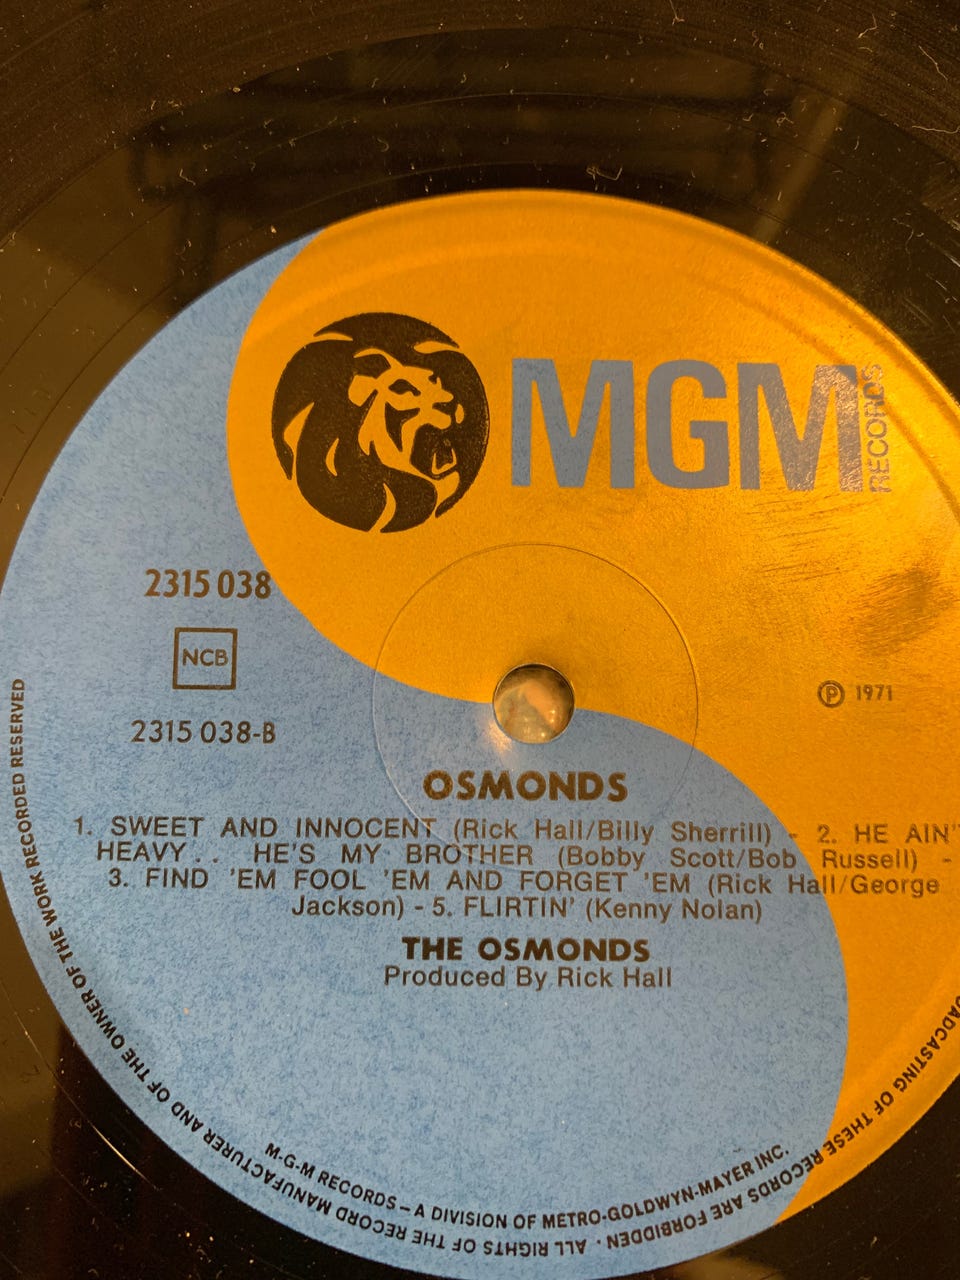 MGM
RECORDS
2315 038
NCB
Ⓟ 1971
2315 038-B
OSMONDS
1. SWEET AND INNOCENT (Rick Hall/Billy Sherrill) - 2. HE AIN'T
HEAVY.. HE'S MY BROTHER (Bobby Scott/Bob Russell) -
3. FIND 'EM FOOL 'EM AND FORGET 'EM (Rick Hall/George
Jackson) - 5. FLIRTIN' (Kenny Nolan)
THE OSMONDS
Produced By Rick Hall
M-G-M RECORDS – A DIVISION OF METRO-GOLDWYN-MAYER INC.
ALL RIGHTS OF THE RECORD MANUFACTURER AND OF THE OWNER OF THE WORK RECORDED RESERVED
OF THESE RECORDS ARE FORBIDDEN ·